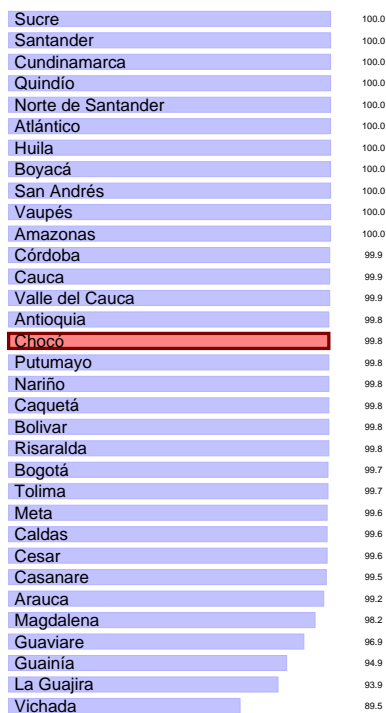 Sucre 100.0
Santander 100.0
Cundinamarca 100.0
Quindío 100.0
Norte de Santander 100.0
Atlántico 100.0
Huila 100.0
Boyacá 100.0
San Andrés 100.0
Vaupés 100.0
Amazonas 100.0
Córdoba 99.9
Cauca 99.9
Valle del Cauca 99.9
Antioquia 99.8
Chocó 99.8
Putumayo 99.8
Nariño 99.8
Caquetá 99.8
Bolivar 99.8
Risaralda 99.8
Bogotá 99.7
Tolima 99.7
Meta 99.6
Caldas 99.6
Cesar 99.6
Casanare 99.5
Arauca 99.2
Magdalena 98.2
Guaviare 96.9
Guainía 94.9
La Guajira 93.9
Vichada 89.5